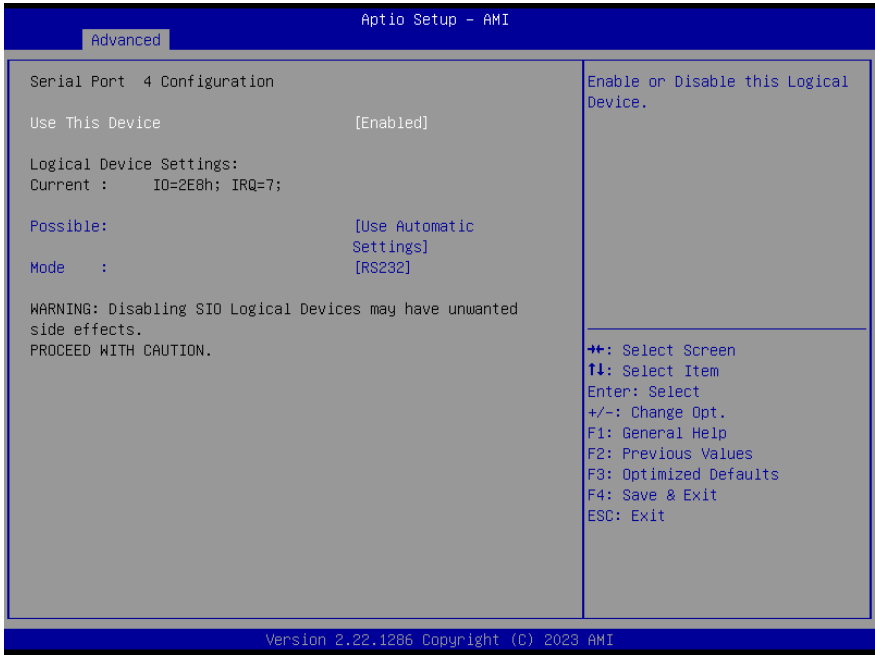 Aptio Setup – AMI
Advanced
Serial Port  4 Configuration
Use This Device [Enabled]
Logical Device Settings:
Current :  IO=2E8h; IRQ=7;
Possible: [Use Automatic
Settings]
Mode : [RS232]
WARNING: Disabling SIO Logical Devices may have unwanted
side effects.
PROCEED WITH CAUTION.
Enable or Disable this Logical
Device.
→←: Select Screen
↑↓: Select Item
Enter: Select
+/-: Change Opt.
F1: General Help
F2: Previous Values
F3: Optimized Defaults
F4: Save & Exit
ESC: Exit
Version 2.22.1286 Copyright (C) 2023 AMI